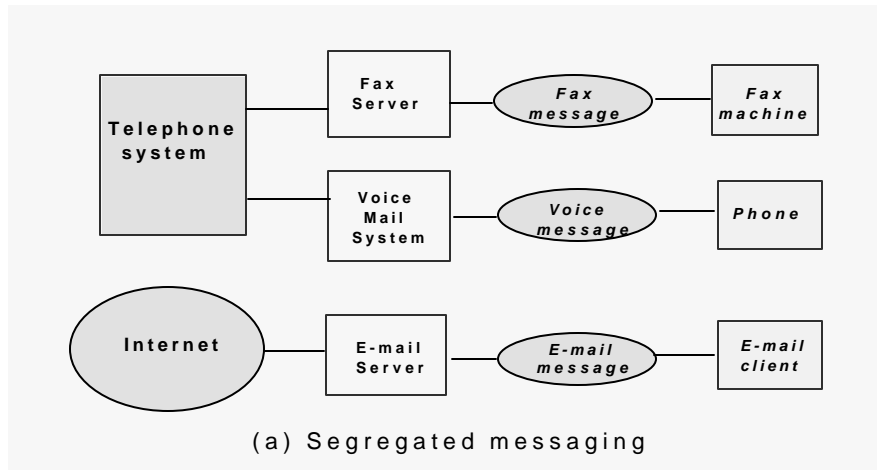 Telephone
system
Fax
Server
Fax
message
Fax
machine
Voice
Mail
System
Voice
message
Phone
Internet
E-mail
Server
E-mail
message
E-mail
client
(a) Segregated messaging